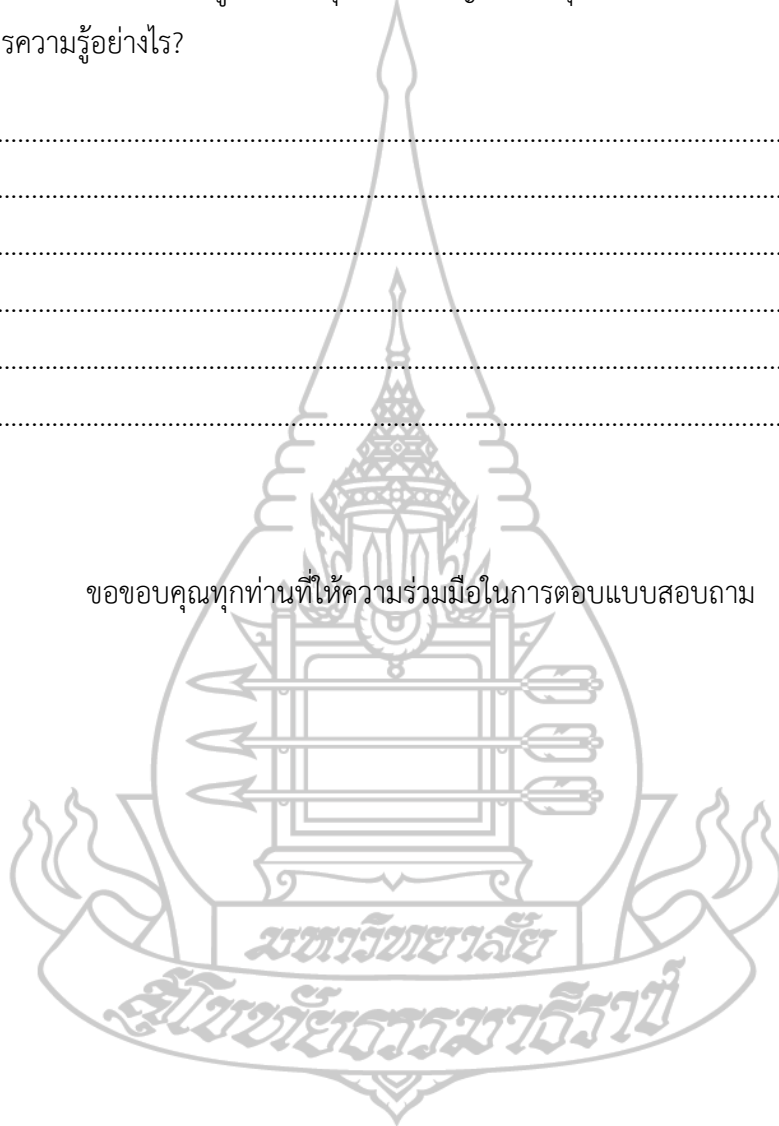 รความรู้อย่างไร?
................................................................................
................................................................................
................................................................................
................................................................................
................................................................................
................................................................................
ขอขอบคุณทุกท่านที่ให้ความร่วมมือในการตอบแบบสอบถาม
มหาวิทยาลัย
สุโขทัยธรรมาธิราช